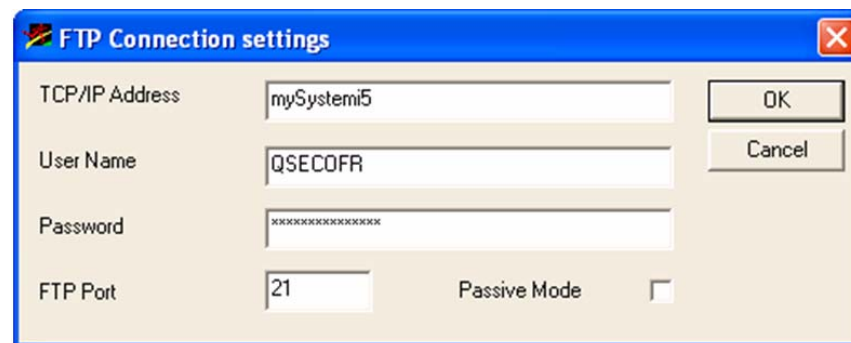 FTP Connection settings
TCP/IP Address mySystemi5 OK
User Name QSECOFR Cancel
Password ***************
FTP Port 21 Passive Mode